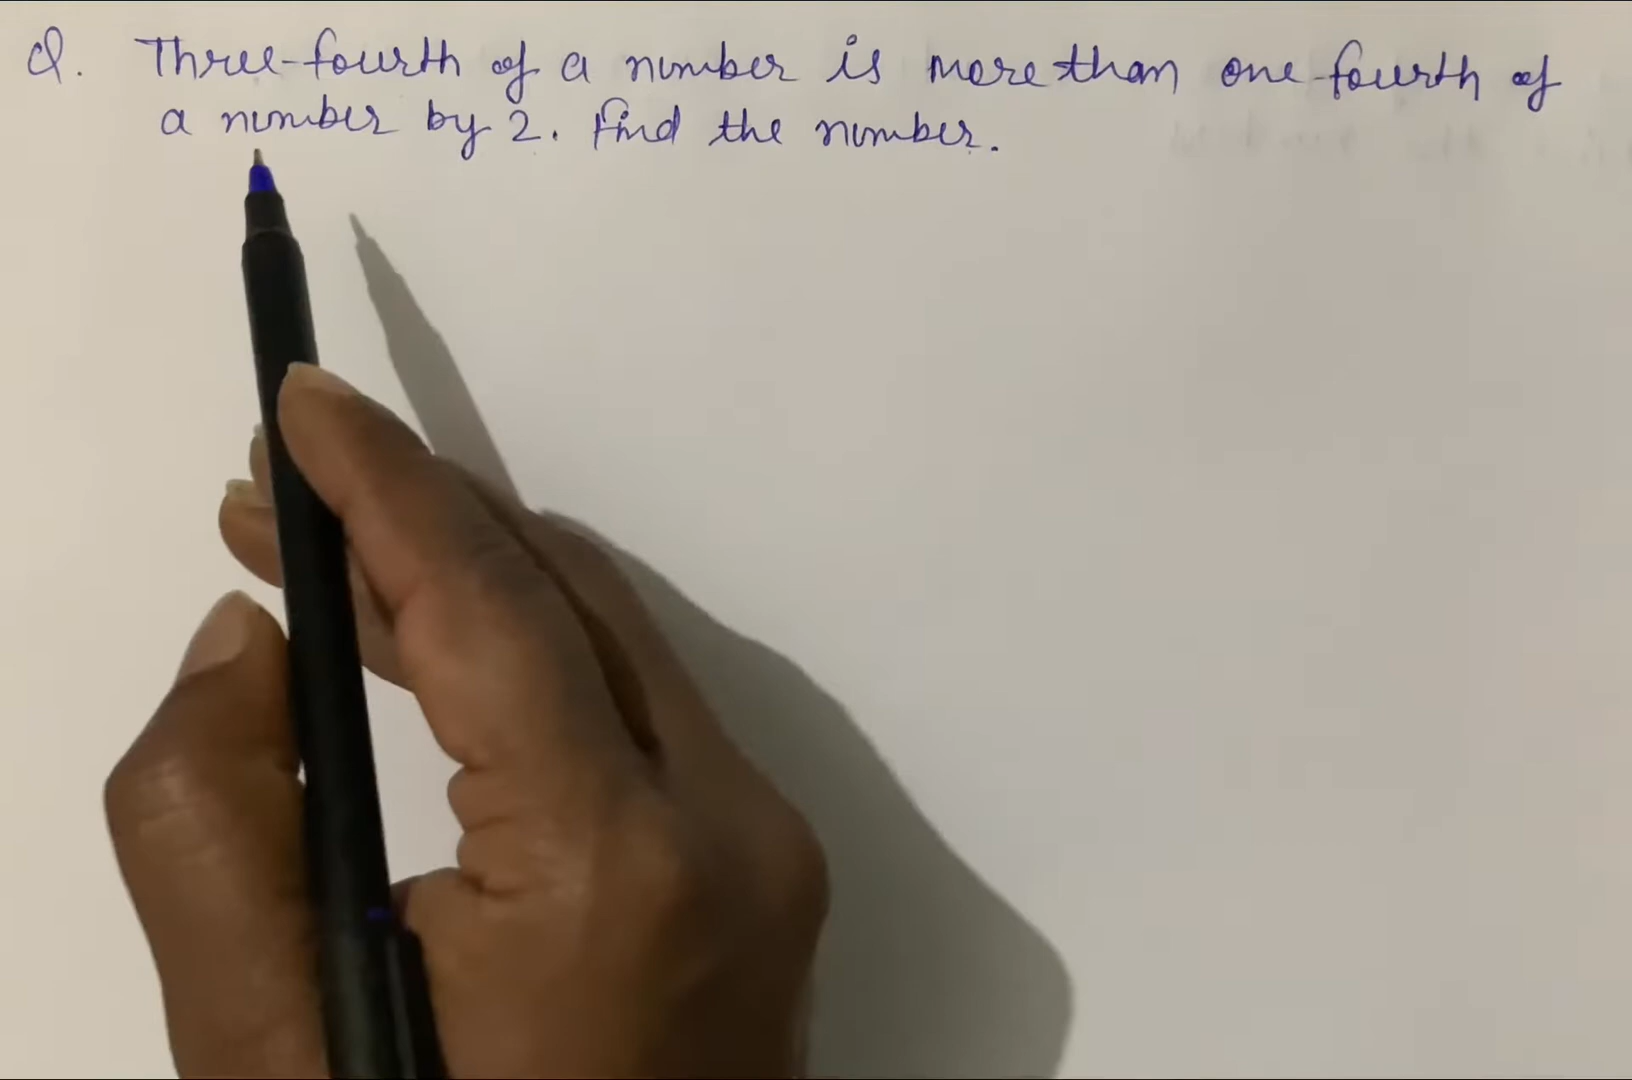 Q. Three-fourth of a number is more than one-fourth of
a number by 2. Find the number.